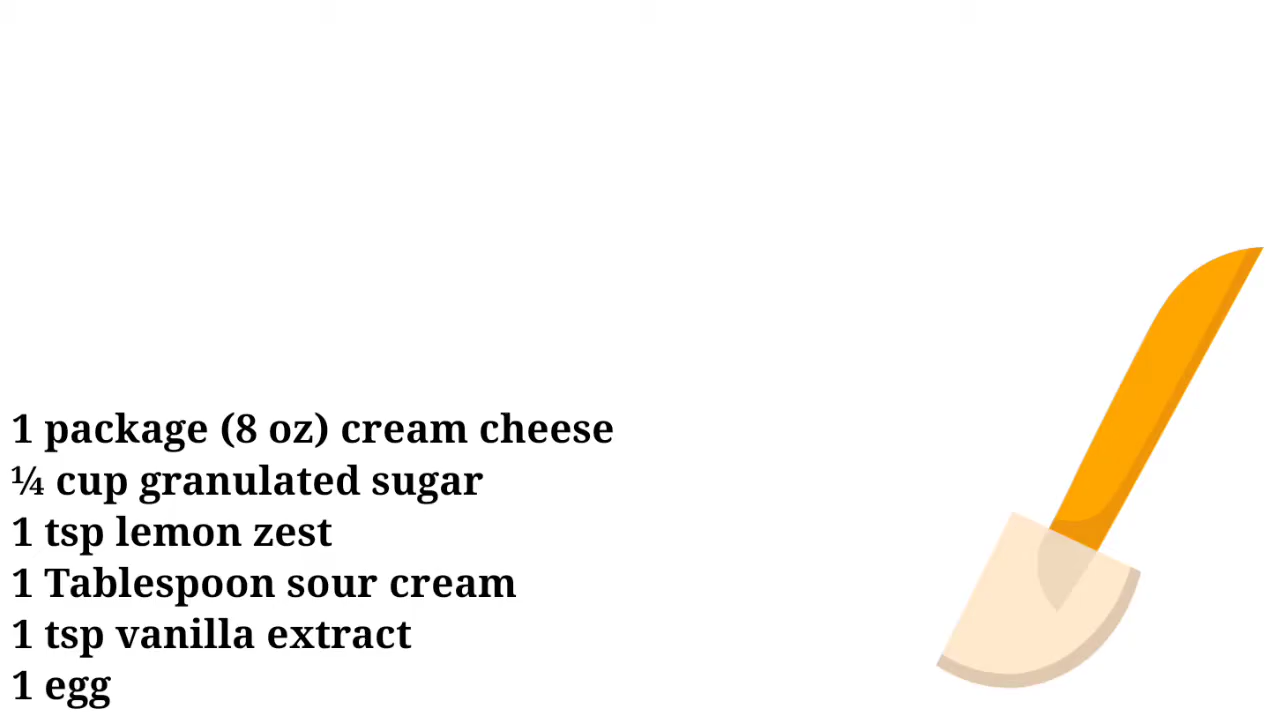 1 package (8 oz) cream cheese
¼ cup granulated sugar
1 tsp lemon zest
1 Tablespoon sour cream
1 tsp vanilla extract
1 egg